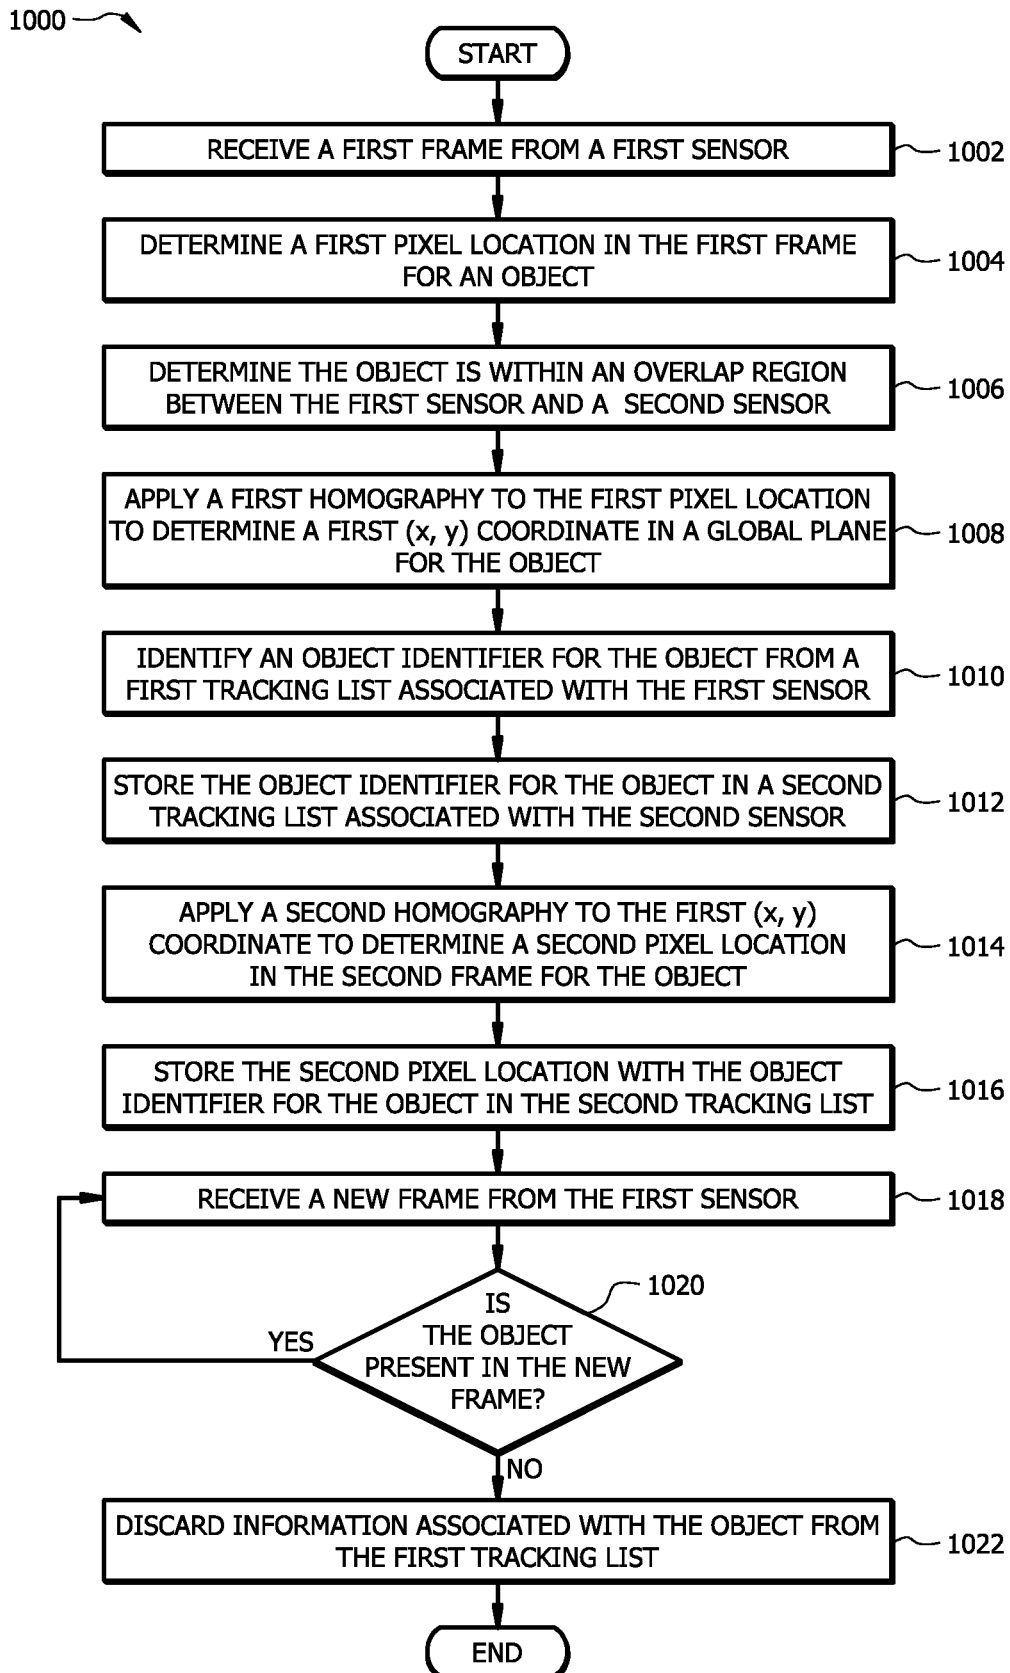 1000
START
RECEIVE A FIRST FRAME FROM A FIRST SENSOR
1002
DETERMINE A FIRST PIXEL LOCATION IN THE FIRST FRAME
FOR AN OBJECT
1004
DETERMINE THE OBJECT IS WITHIN AN OVERLAP REGION
BETWEEN THE FIRST SENSOR AND A SECOND SENSOR
1006
APPLY A FIRST HOMOGRAPHY TO THE FIRST PIXEL LOCATION
TO DETERMINE A FIRST (x, y) COORDINATE IN A GLOBAL PLANE
FOR THE OBJECT
1008
IDENTIFY AN OBJECT IDENTIFIER FOR THE OBJECT FROM A
FIRST TRACKING LIST ASSOCIATED WITH THE FIRST SENSOR
1010
STORE THE OBJECT IDENTIFIER FOR THE OBJECT IN A SECOND
TRACKING LIST ASSOCIATED WITH THE SECOND SENSOR
1012
APPLY A SECOND HOMOGRAPHY TO THE FIRST (x, y)
COORDINATE TO DETERMINE A SECOND PIXEL LOCATION
IN THE SECOND FRAME FOR THE OBJECT
1014
STORE THE SECOND PIXEL LOCATION WITH THE OBJECT
IDENTIFIER FOR THE OBJECT IN THE SECOND TRACKING LIST
1016
RECEIVE A NEW FRAME FROM THE FIRST SENSOR
1018
IS
THE OBJECT
PRESENT IN THE NEW
FRAME?
1020
YES
NO
DISCARD INFORMATION ASSOCIATED WITH THE OBJECT FROM
THE FIRST TRACKING LIST
1022
END